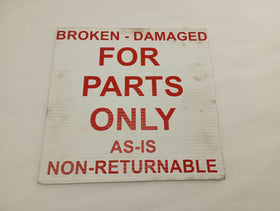 BROKEN - DAMAGED
FOR
PARTS
ONLY
AS-IS
NON-RETURNABLE